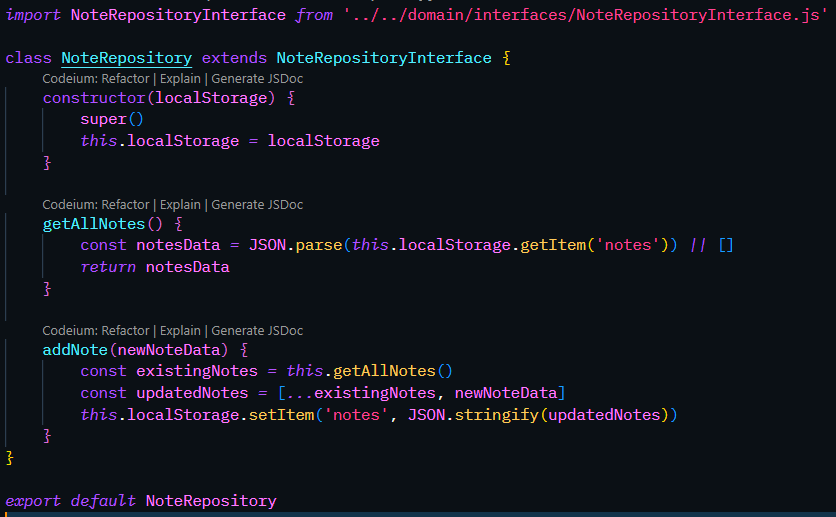 import NoteRepositoryInterface from '../../domain/interfaces/NoteRepositoryInterface.js'

class NoteRepository extends NoteRepositoryInterface {
    Codeium: Refactor | Explain | Generate JSDoc
    constructor(localStorage) {
        super()
        this.localStorage = localStorage
    }

    Codeium: Refactor | Explain | Generate JSDoc
    getAllNotes() {
        const notesData = JSON.parse(this.localStorage.getItem('notes')) || []
        return notesData
    }

    Codeium: Refactor | Explain | Generate JSDoc
    addNote(newNoteData) {
        const existingNotes = this.getAllNotes()
        const updatedNotes = [...existingNotes, newNoteData]
        this.localStorage.setItem('notes', JSON.stringify(updatedNotes))
    }
}

export default NoteRepository